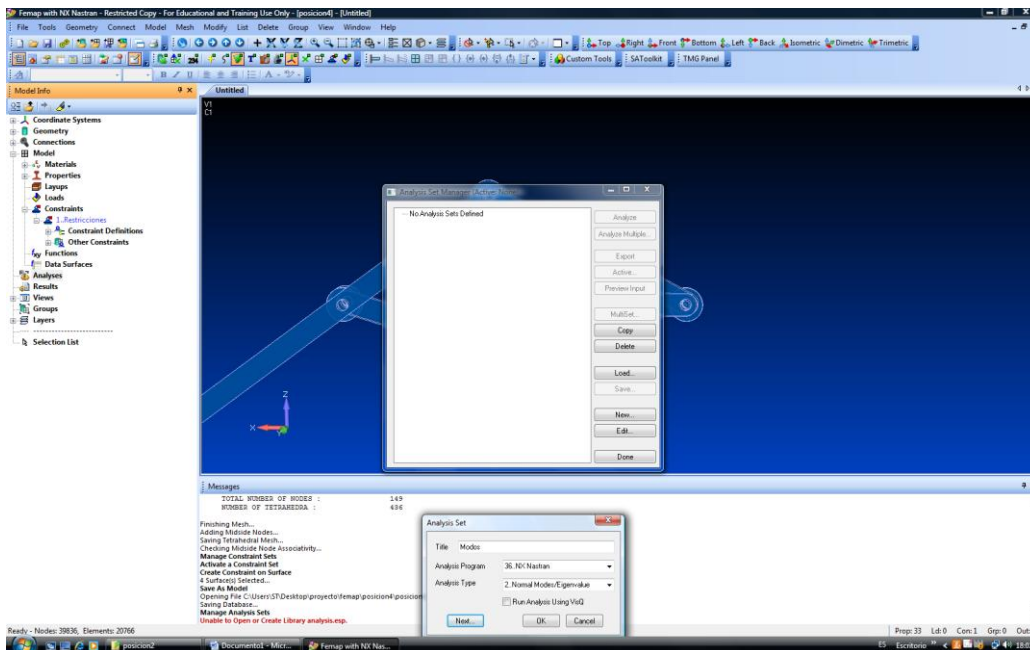 Femap with NX Nastran - Restricted Copy - For Educational and Training Use Only - [posicion4] - [Untitled]
File Tools Geometry Connect Model Mesh Modify List Delete Group View Window Help
Top Right Front Bottom Left Back Isometric Dimetric Trimetric
Custom Tools SAToolkit TMG Panel
Model Info
Untitled
V1
C1
Coordinate Systems
Geometry
Connections
Model
Materials
Properties
Layups
Loads
Constraints
1..Restricciones
Constraint Definitions
Other Constraints
Functions
Data Surfaces
Analyses
Results
Views
Groups
Layers
Selection List
Analysis Set Manager (Active: None)
No Analysis Sets Defined
Analyze
Analyze Multiple...
Export
Active...
Preview Input
MultiSet...
Copy
Delete
Load...
Save...
New...
Edit...
Done
Z
X
Y
Messages
TOTAL NUMBER OF NODES : 149
NUMBER OF TETRAHEDRA : 436
Finishing Mesh...
Adding Midside Nodes...
Saving Tetrahedral Mesh...
Checking Midside Node Associativity...
Manage Constraint Sets
Activate a Constraint Set
Create Constraint on Surface
4 Surface(s) Selected...
Save As Model
Opening File C:\Users\ST\Desktop\proyecto\femap\posicion4\posicion
Saving Database...
Manage Analysis Sets
Unable to Open or Create Library analysis.esp.
Analysis Set
Title Modos
Analysis Program 36..NX Nastran
Analysis Type 2..Normal Modes/Eigenvalue
Run Analysis Using VisQ
Next... OK Cancel
Ready - Nodes: 39836, Elements: 20766
Prop: 33 Ld: 0 Con: 1 Grp: 0 Out:
posicion2 Documento1 - Micr... Femap with NX Nas... ES Escritorio 18:0